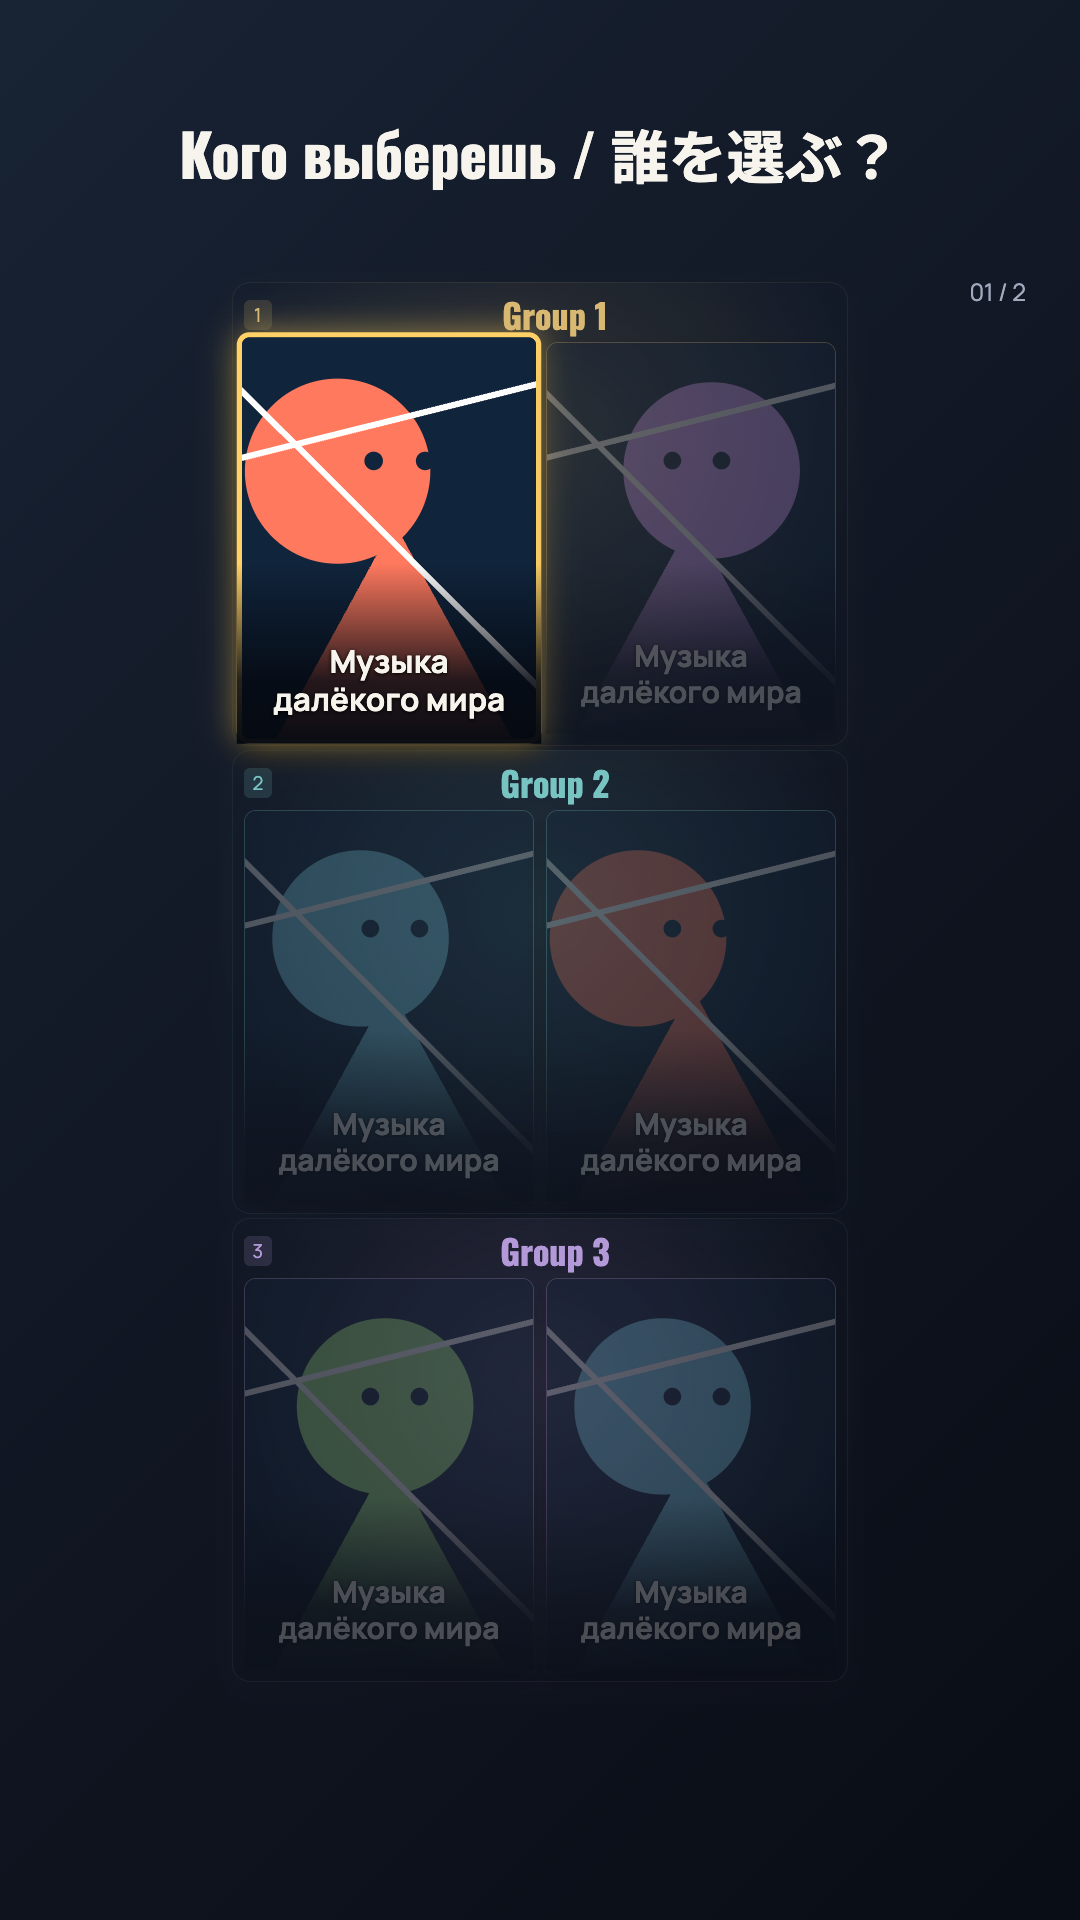 Кого выберешь / 誰を選ぶ？
01 / 2
1
Group 1
Музыка
далёкого мира
Музыка
далёкого мира
2
Group 2
Музыка
далёкого мира
Музыка
далёкого мира
3
Group 3
Музыка
далёкого мира
Музыка
далёкого мира